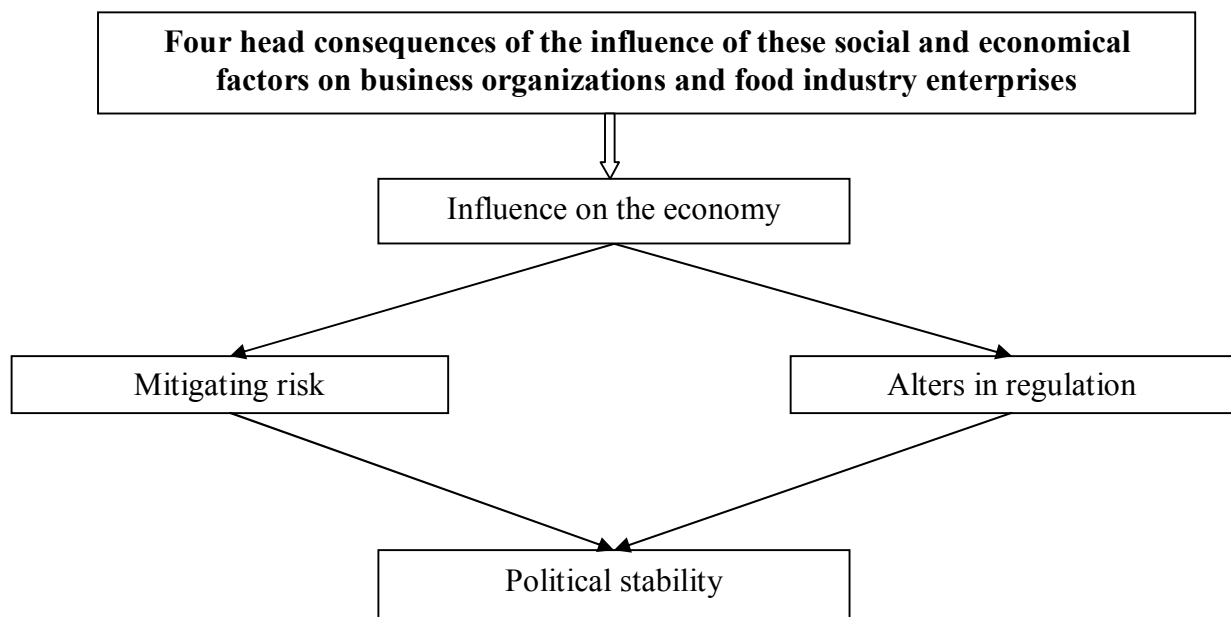 Four head consequences of the influence of these social and economical
factors on business organizations and food industry enterprises
Influence on the economy
Mitigating risk
Alters in regulation
Political stability